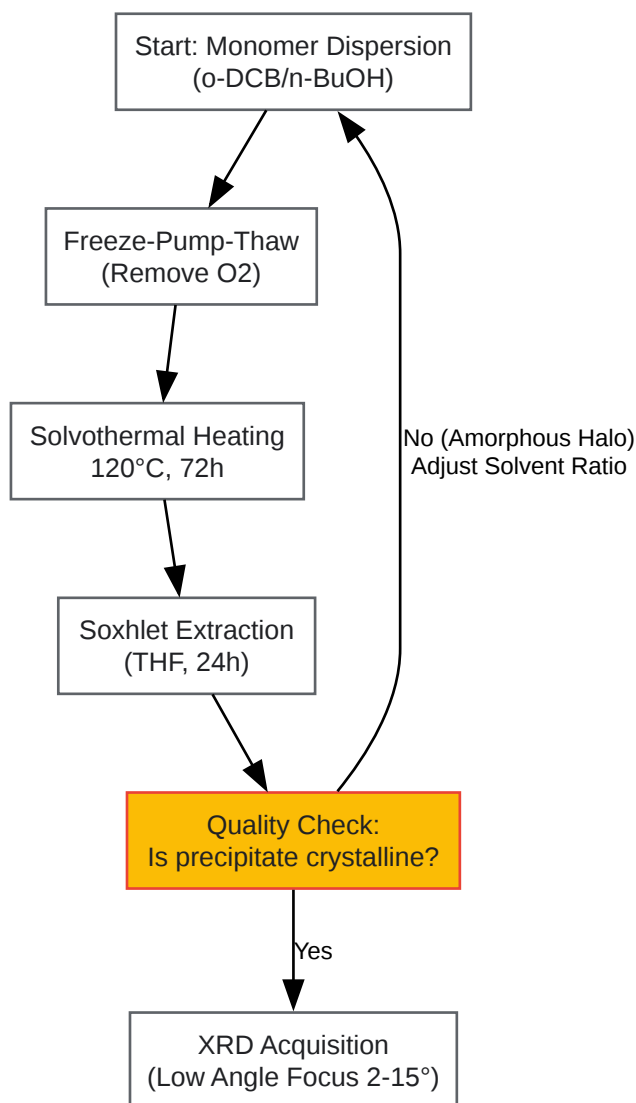 Start: Monomer Dispersion
(o-DCB/n-BuOH)
Freeze-Pump-Thaw
(Remove O2)
Solvothermal Heating
120°C, 72h
No (Amorphous Halo)
Adjust Solvent Ratio
Soxhlet Extraction
(THF, 24h)
Quality Check:
Is precipitate crystalline?
Yes
XRD Acquisition
(Low Angle Focus 2-15°)